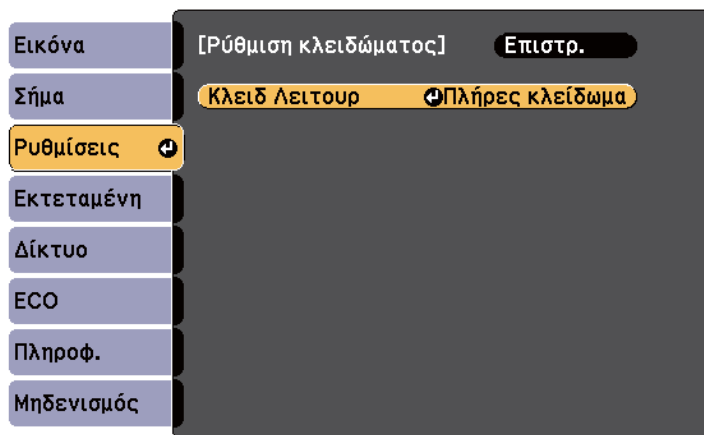 Εικόνα
Σήμα
Ρυθμίσεις
Εκτεταμένη
Δίκτυο
ECO
Πληροφ.
Μηδενισμός
[Ρύθμιση κλειδώματος] Επιστρ.
Κλειδ Λειτουρ Πλήρες κλείδωμα